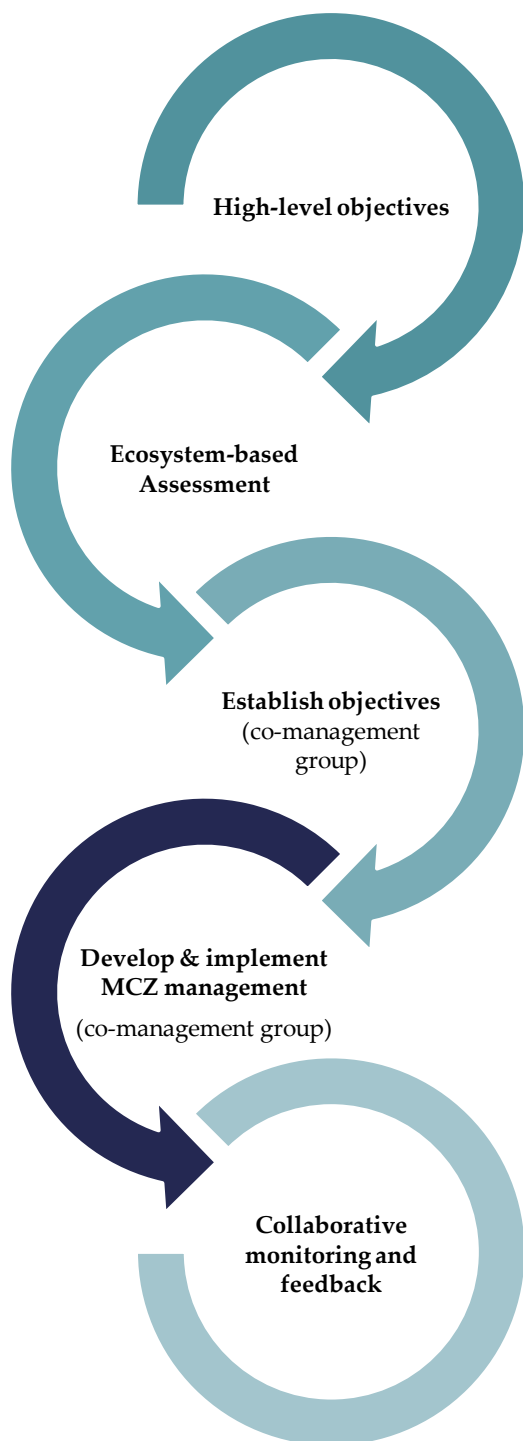 High-level objectives
Ecosystem-based
Assessment
Establish objectives
(co-management
group)
Develop & implement
MCZ management
(co-management group)
Collaborative
monitoring and
feedback